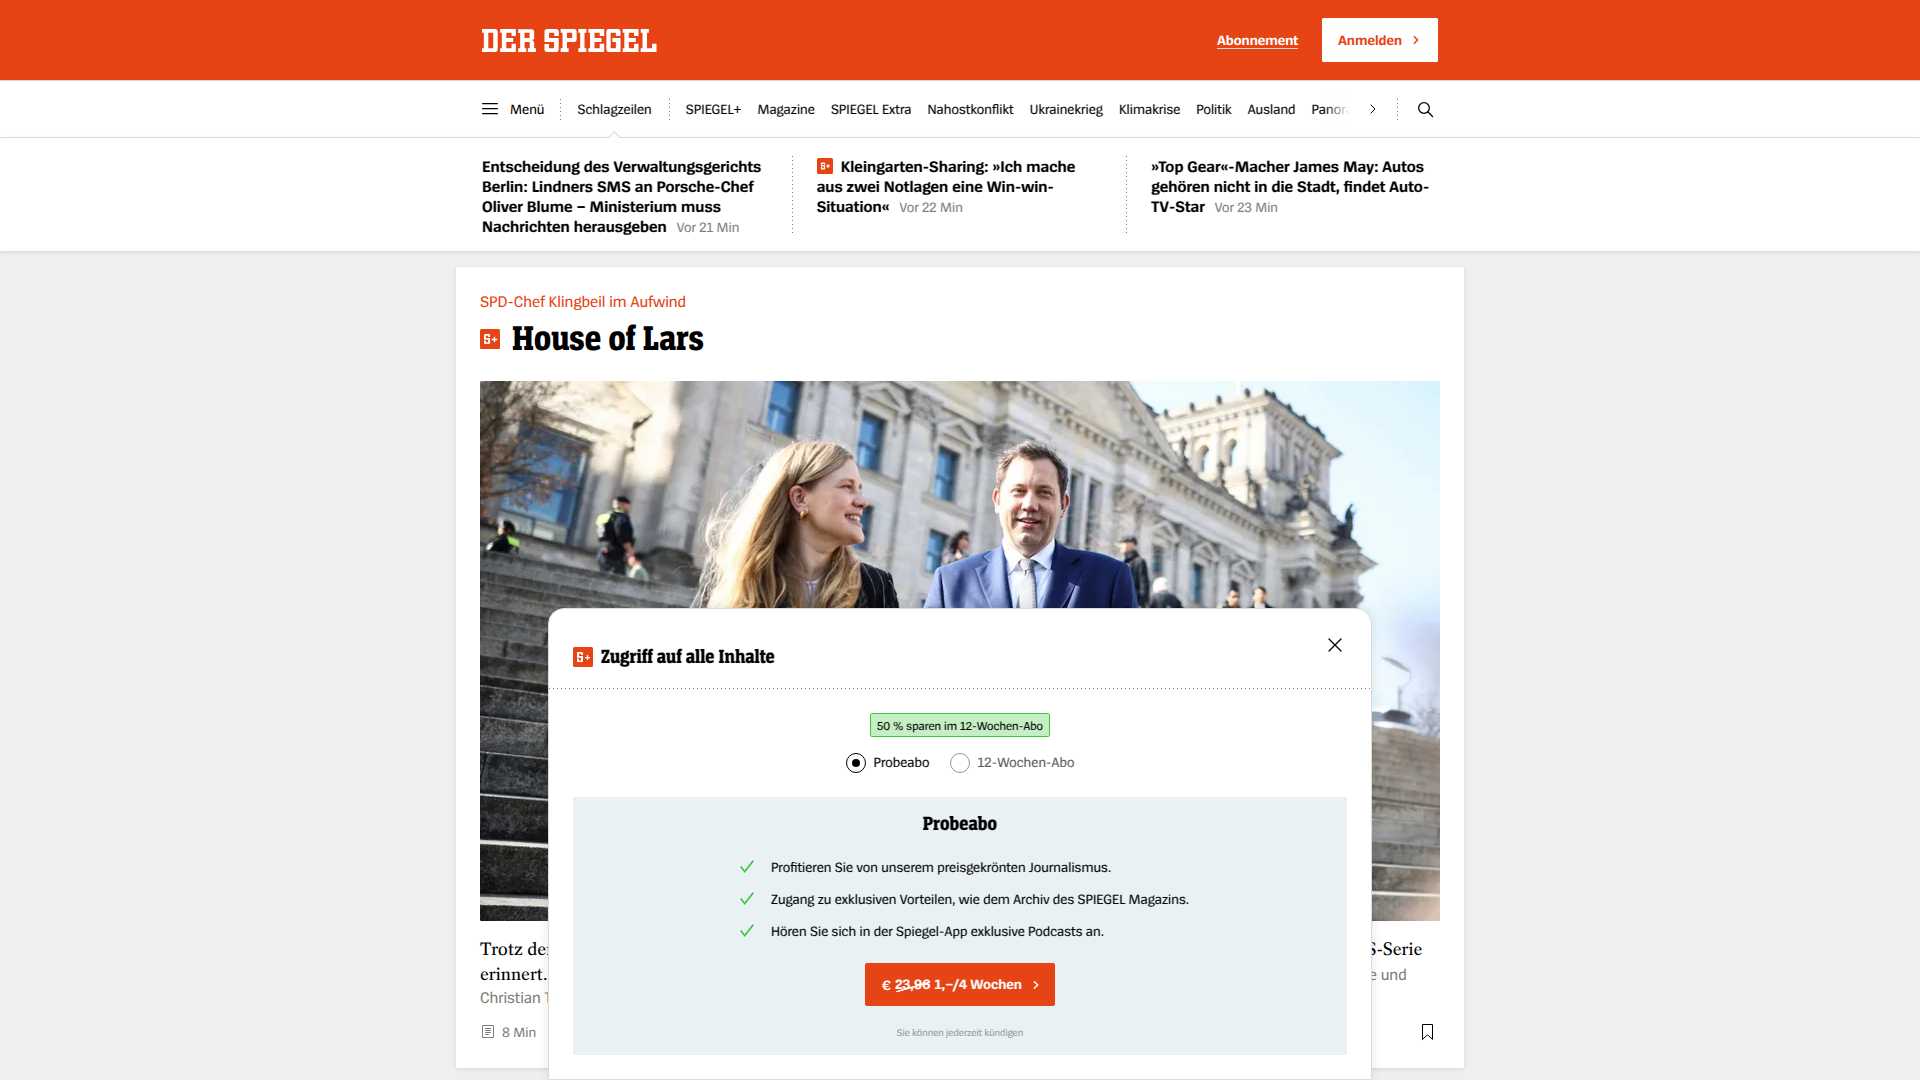 DER SPIEGEL
Abonnement
Anmelden
Menü
Schlagzeilen
SPIEGEL+
Magazine
SPIEGEL Extra
Nahostkonflikt
Ukrainekrieg
Klimakrise
Politik
Ausland
Entscheidung des Verwaltungsgerichts
Berlin: Lindners SMS an Porsche-Chef
Oliver Blume – Ministerium muss
Nachrichten herausgeben Vor 21 Min
S+ Kleingarten-Sharing: »Ich mache
aus zwei Notlagen eine Win-win-
Situation« Vor 22 Min
»Top Gear«-Macher James May: Autos
gehören nicht in die Stadt, findet Auto-
TV-Star Vor 23 Min
SPD-Chef Klingbeil im Aufwind
S+ House of Lars
S+ Zugriff auf alle Inhalte
50 % sparen im 12-Wochen-Abo
Probeabo
12-Wochen-Abo
Probeabo
Profitieren Sie von unserem preisgekrönten Journalismus.
Zugang zu exklusiven Vorteilen, wie dem Archiv des SPIEGEL Magazins.
Hören Sie sich in der Spiegel-App exklusive Podcasts an.
€ 23,96 1,–/4 Wochen
Sie können jederzeit kündigen
Trotz
S-Serie
erinnert.
und
Christian
8 Min